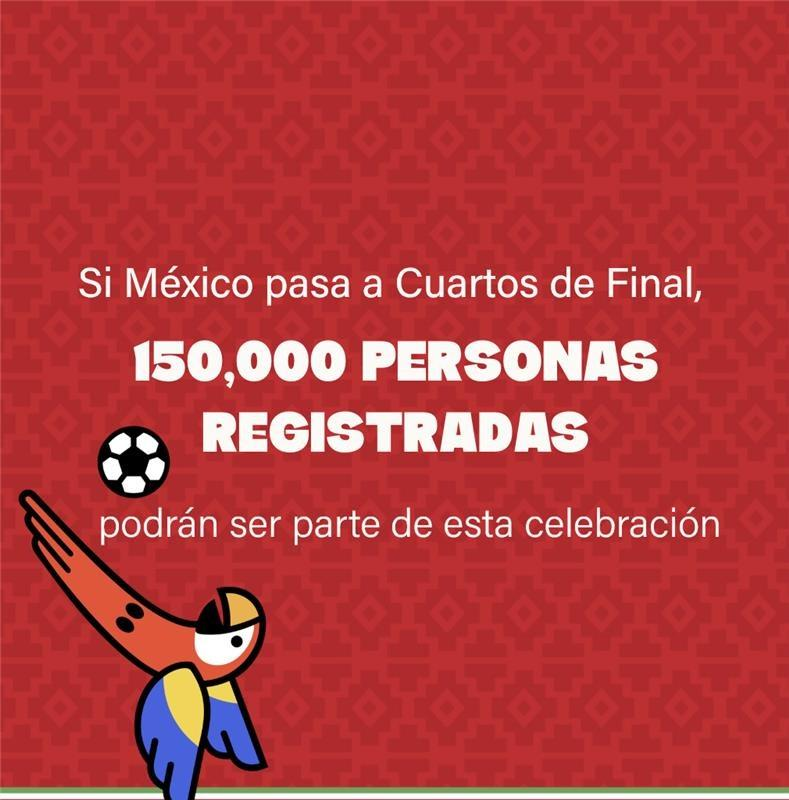 Si México pasa a Cuartos de Final,
150,000 PERSONAS
REGISTRADAS
podrán ser parte de esta celebración